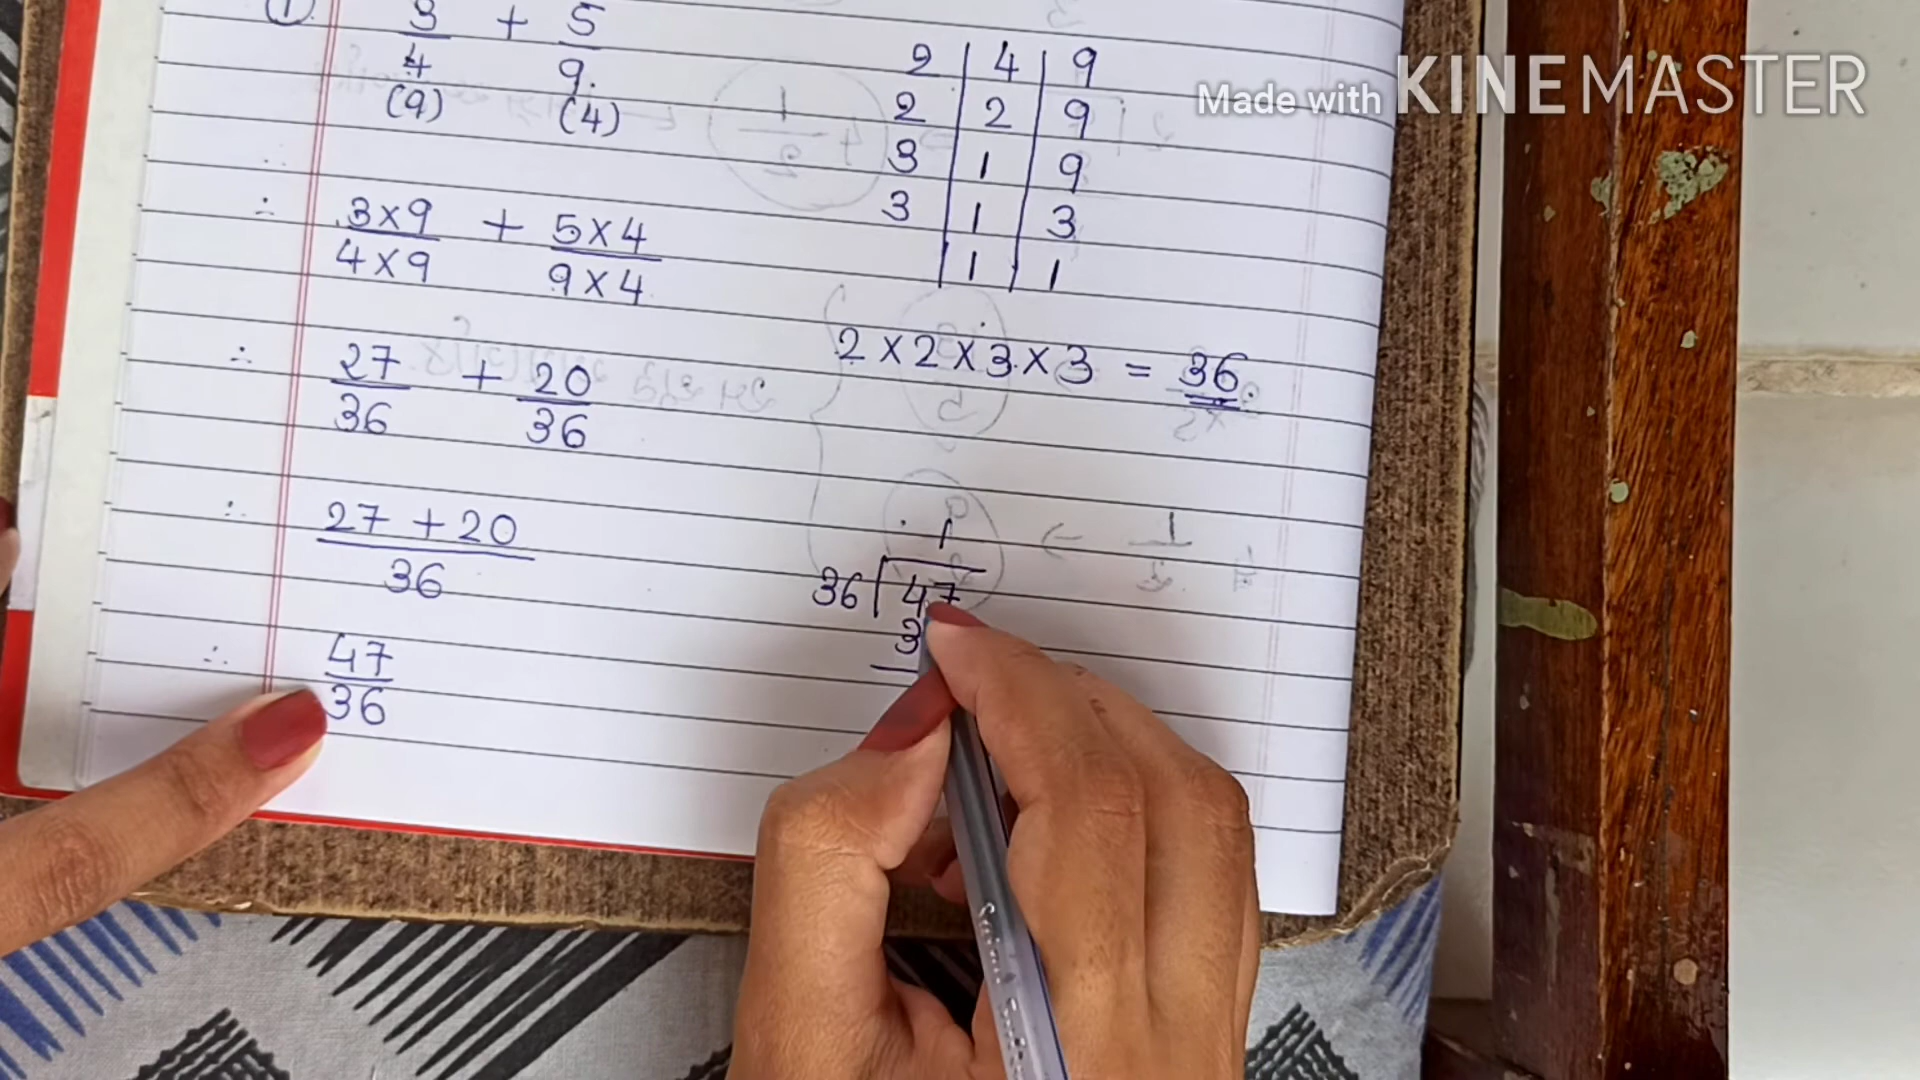 ① 3/4 + 5/9
(9) (4)
∴ 3×9/4×9 + 5×4/9×4
∴ 27/36 + 20/36
∴ 27 + 20/36
∴ 47/36
2 | 4 | 9
2 | 2 | 9
3 | 1 | 9
3 | 1 | 3
| 1 | 1
2 × 2 × 3 × 3 = 36
1
36 47
3
Made with KINEMASTER